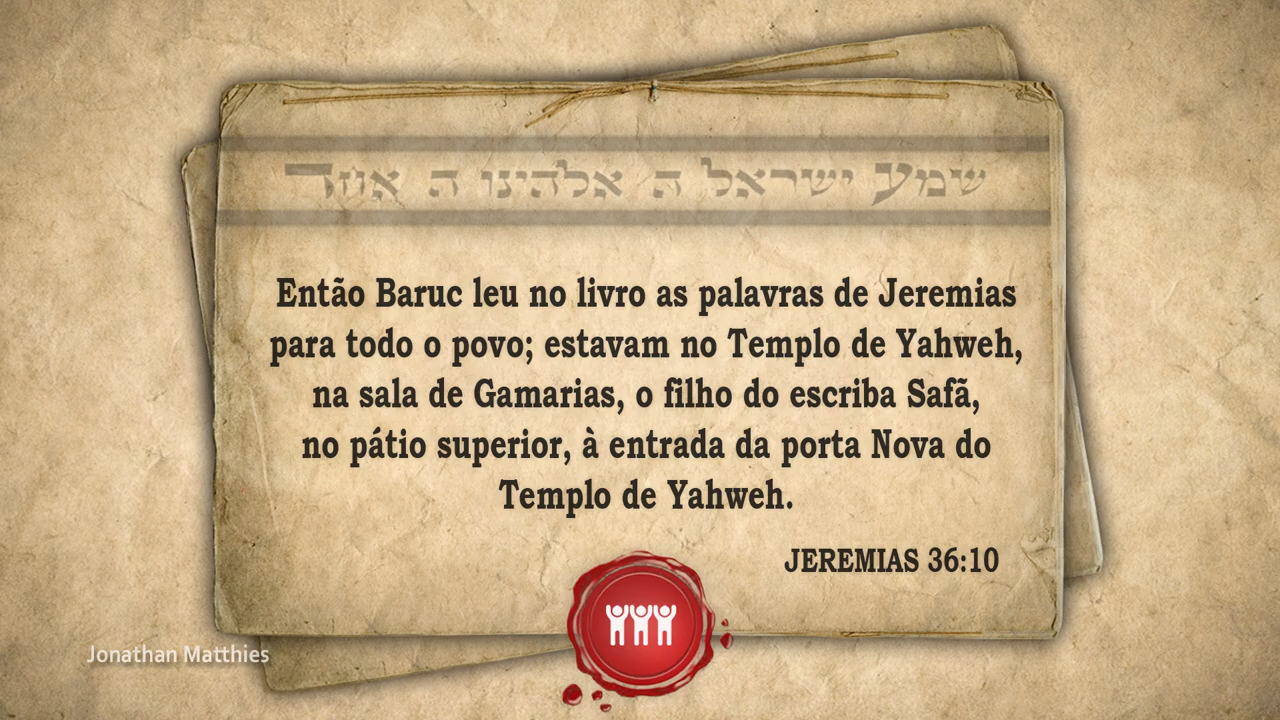 שמע ישראל ה אלהינו ה אחד
Então Baruc leu no livro as palavras de Jeremias
para todo o povo; estavam no Templo de Yahweh,
na sala de Gamarias, o filho do escriba Safã,
no pátio superior, à entrada da porta Nova do
Templo de Yahweh.
JEREMIAS 36:10
Jonathan Matthies